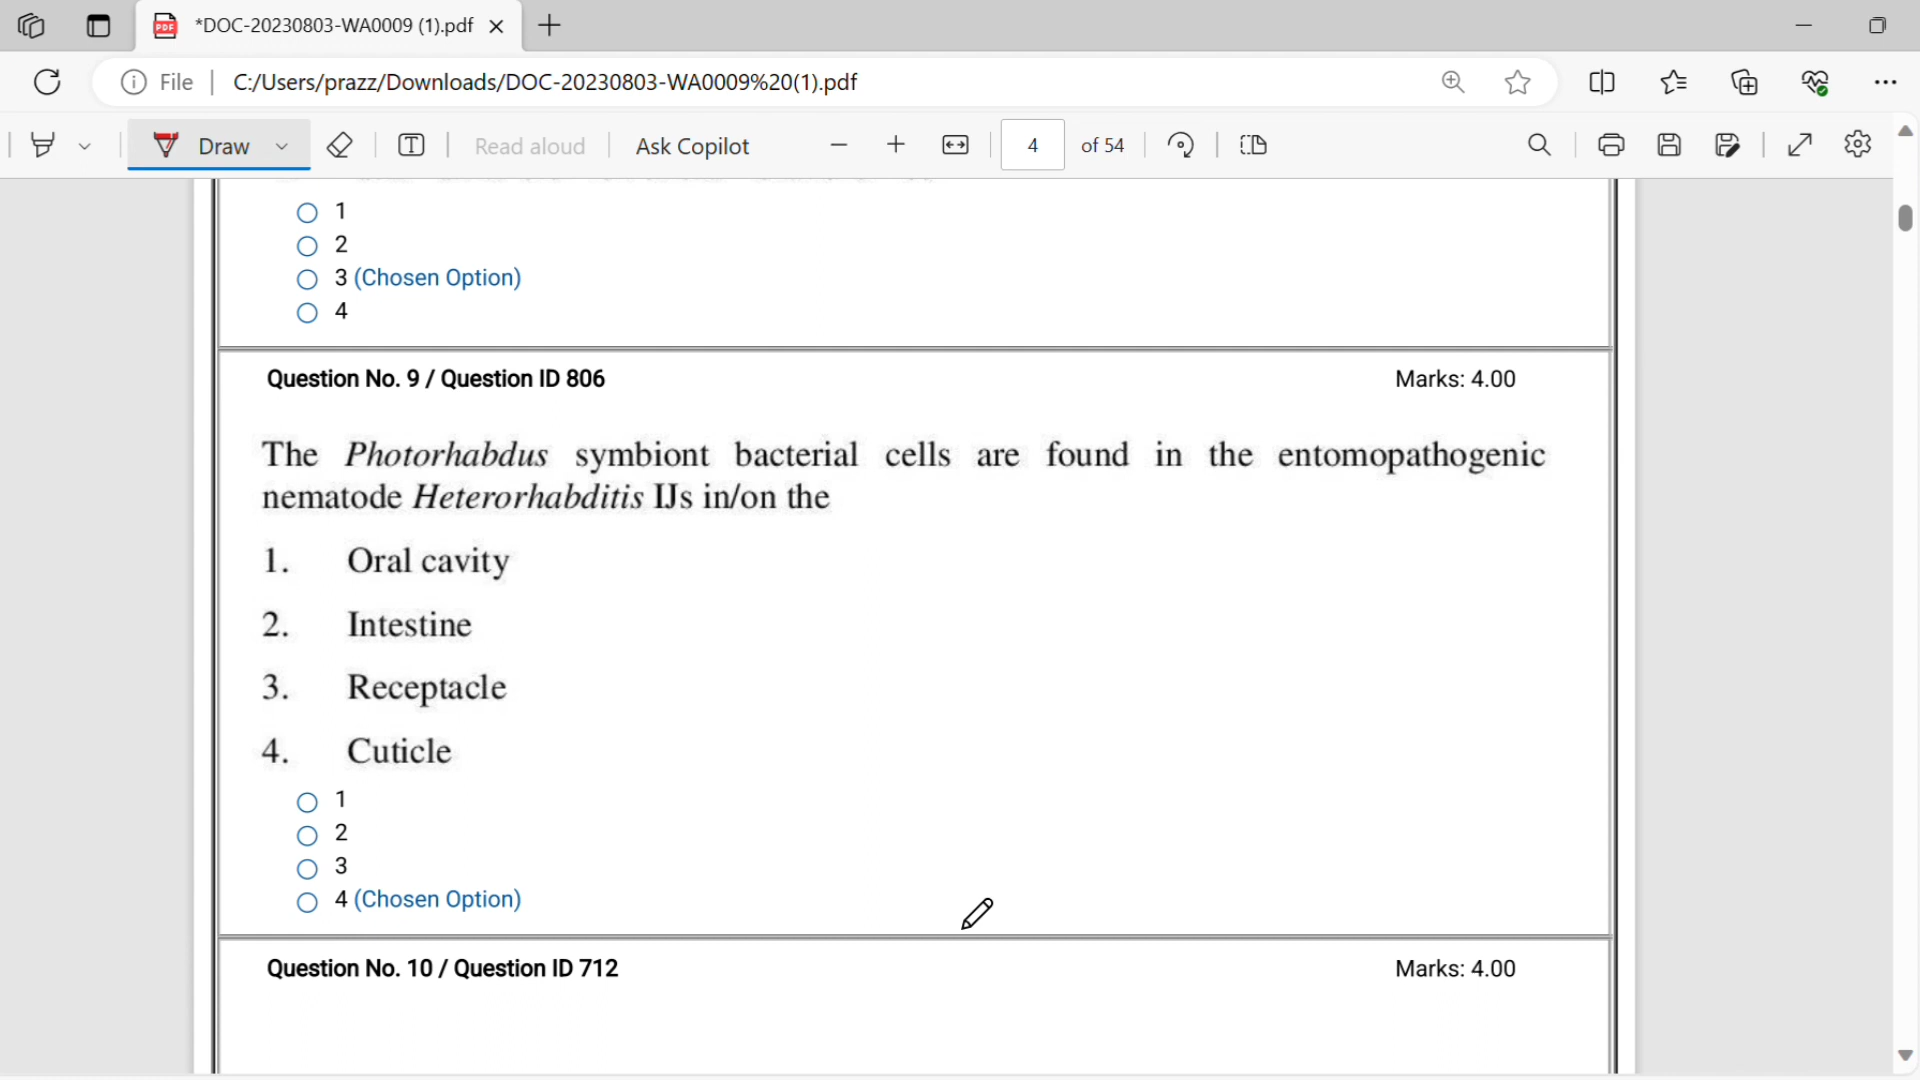 *DOC-20230803-WA0009 (1).pdf
File C:/Users/prazz/Downloads/DOC-20230803-WA0009%20(1).pdf
Draw Read aloud Ask Copilot 4 of 54
1
2
3 (Chosen Option)
4
Question No. 9 / Question ID 806 Marks: 4.00
The Photorhabdus symbiont bacterial cells are found in the entomopathogenic
nematode Heterorhabditis IJs in/on the
1. Oral cavity
2. Intestine
3. Receptacle
4. Cuticle
1
2
3
4 (Chosen Option)
Question No. 10 / Question ID 712 Marks: 4.00